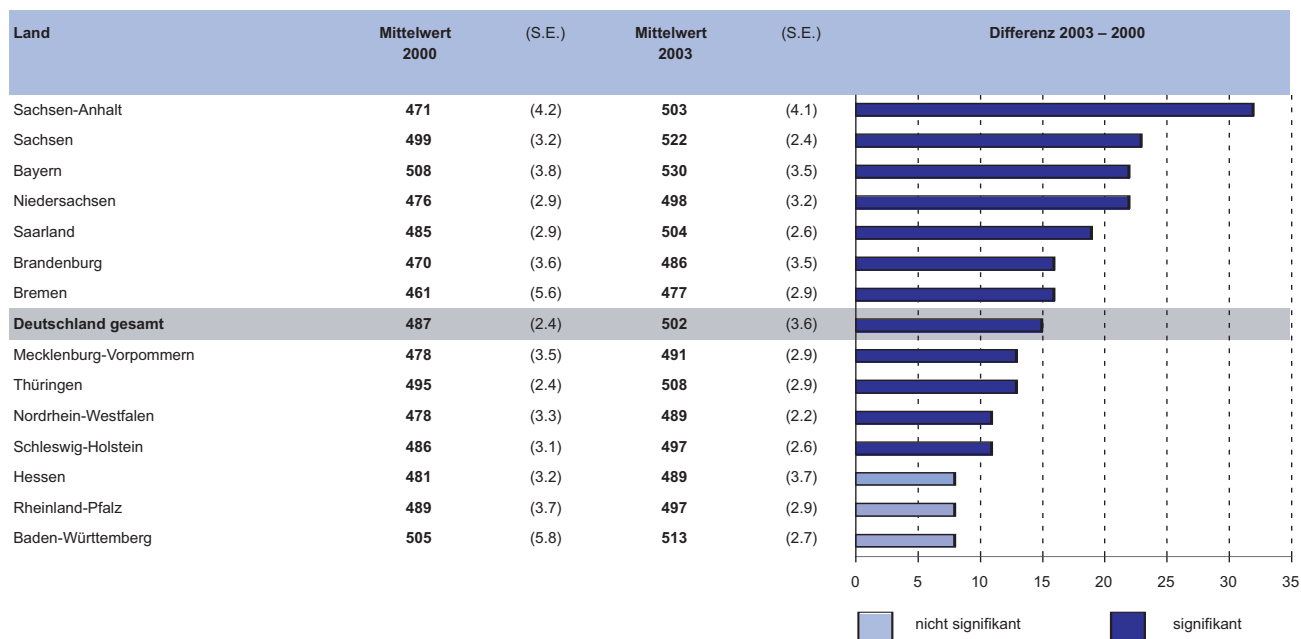 Land Mittelwert 2000 (S.E.) Mittelwert 2003 (S.E.) Differenz 2003 – 2000
Sachsen-Anhalt 471 (4.2) 503 (4.1)
Sachsen 499 (3.2) 522 (2.4)
Bayern 508 (3.8) 530 (3.5)
Niedersachsen 476 (2.9) 498 (3.2)
Saarland 485 (2.9) 504 (2.6)
Brandenburg 470 (3.6) 486 (3.5)
Bremen 461 (5.6) 477 (2.9)
Deutschland gesamt 487 (2.4) 502 (3.6)
Mecklenburg-Vorpommern 478 (3.5) 491 (2.9)
Thüringen 495 (2.4) 508 (2.9)
Nordrhein-Westfalen 478 (3.3) 489 (2.2)
Schleswig-Holstein 486 (3.1) 497 (2.6)
Hessen 481 (3.2) 489 (3.7)
Rheinland-Pfalz 489 (3.7) 497 (2.9)
Baden-Württemberg 505 (5.8) 513 (2.7)
0 5 10 15 20 25 30 35
nicht signifikant signifikant